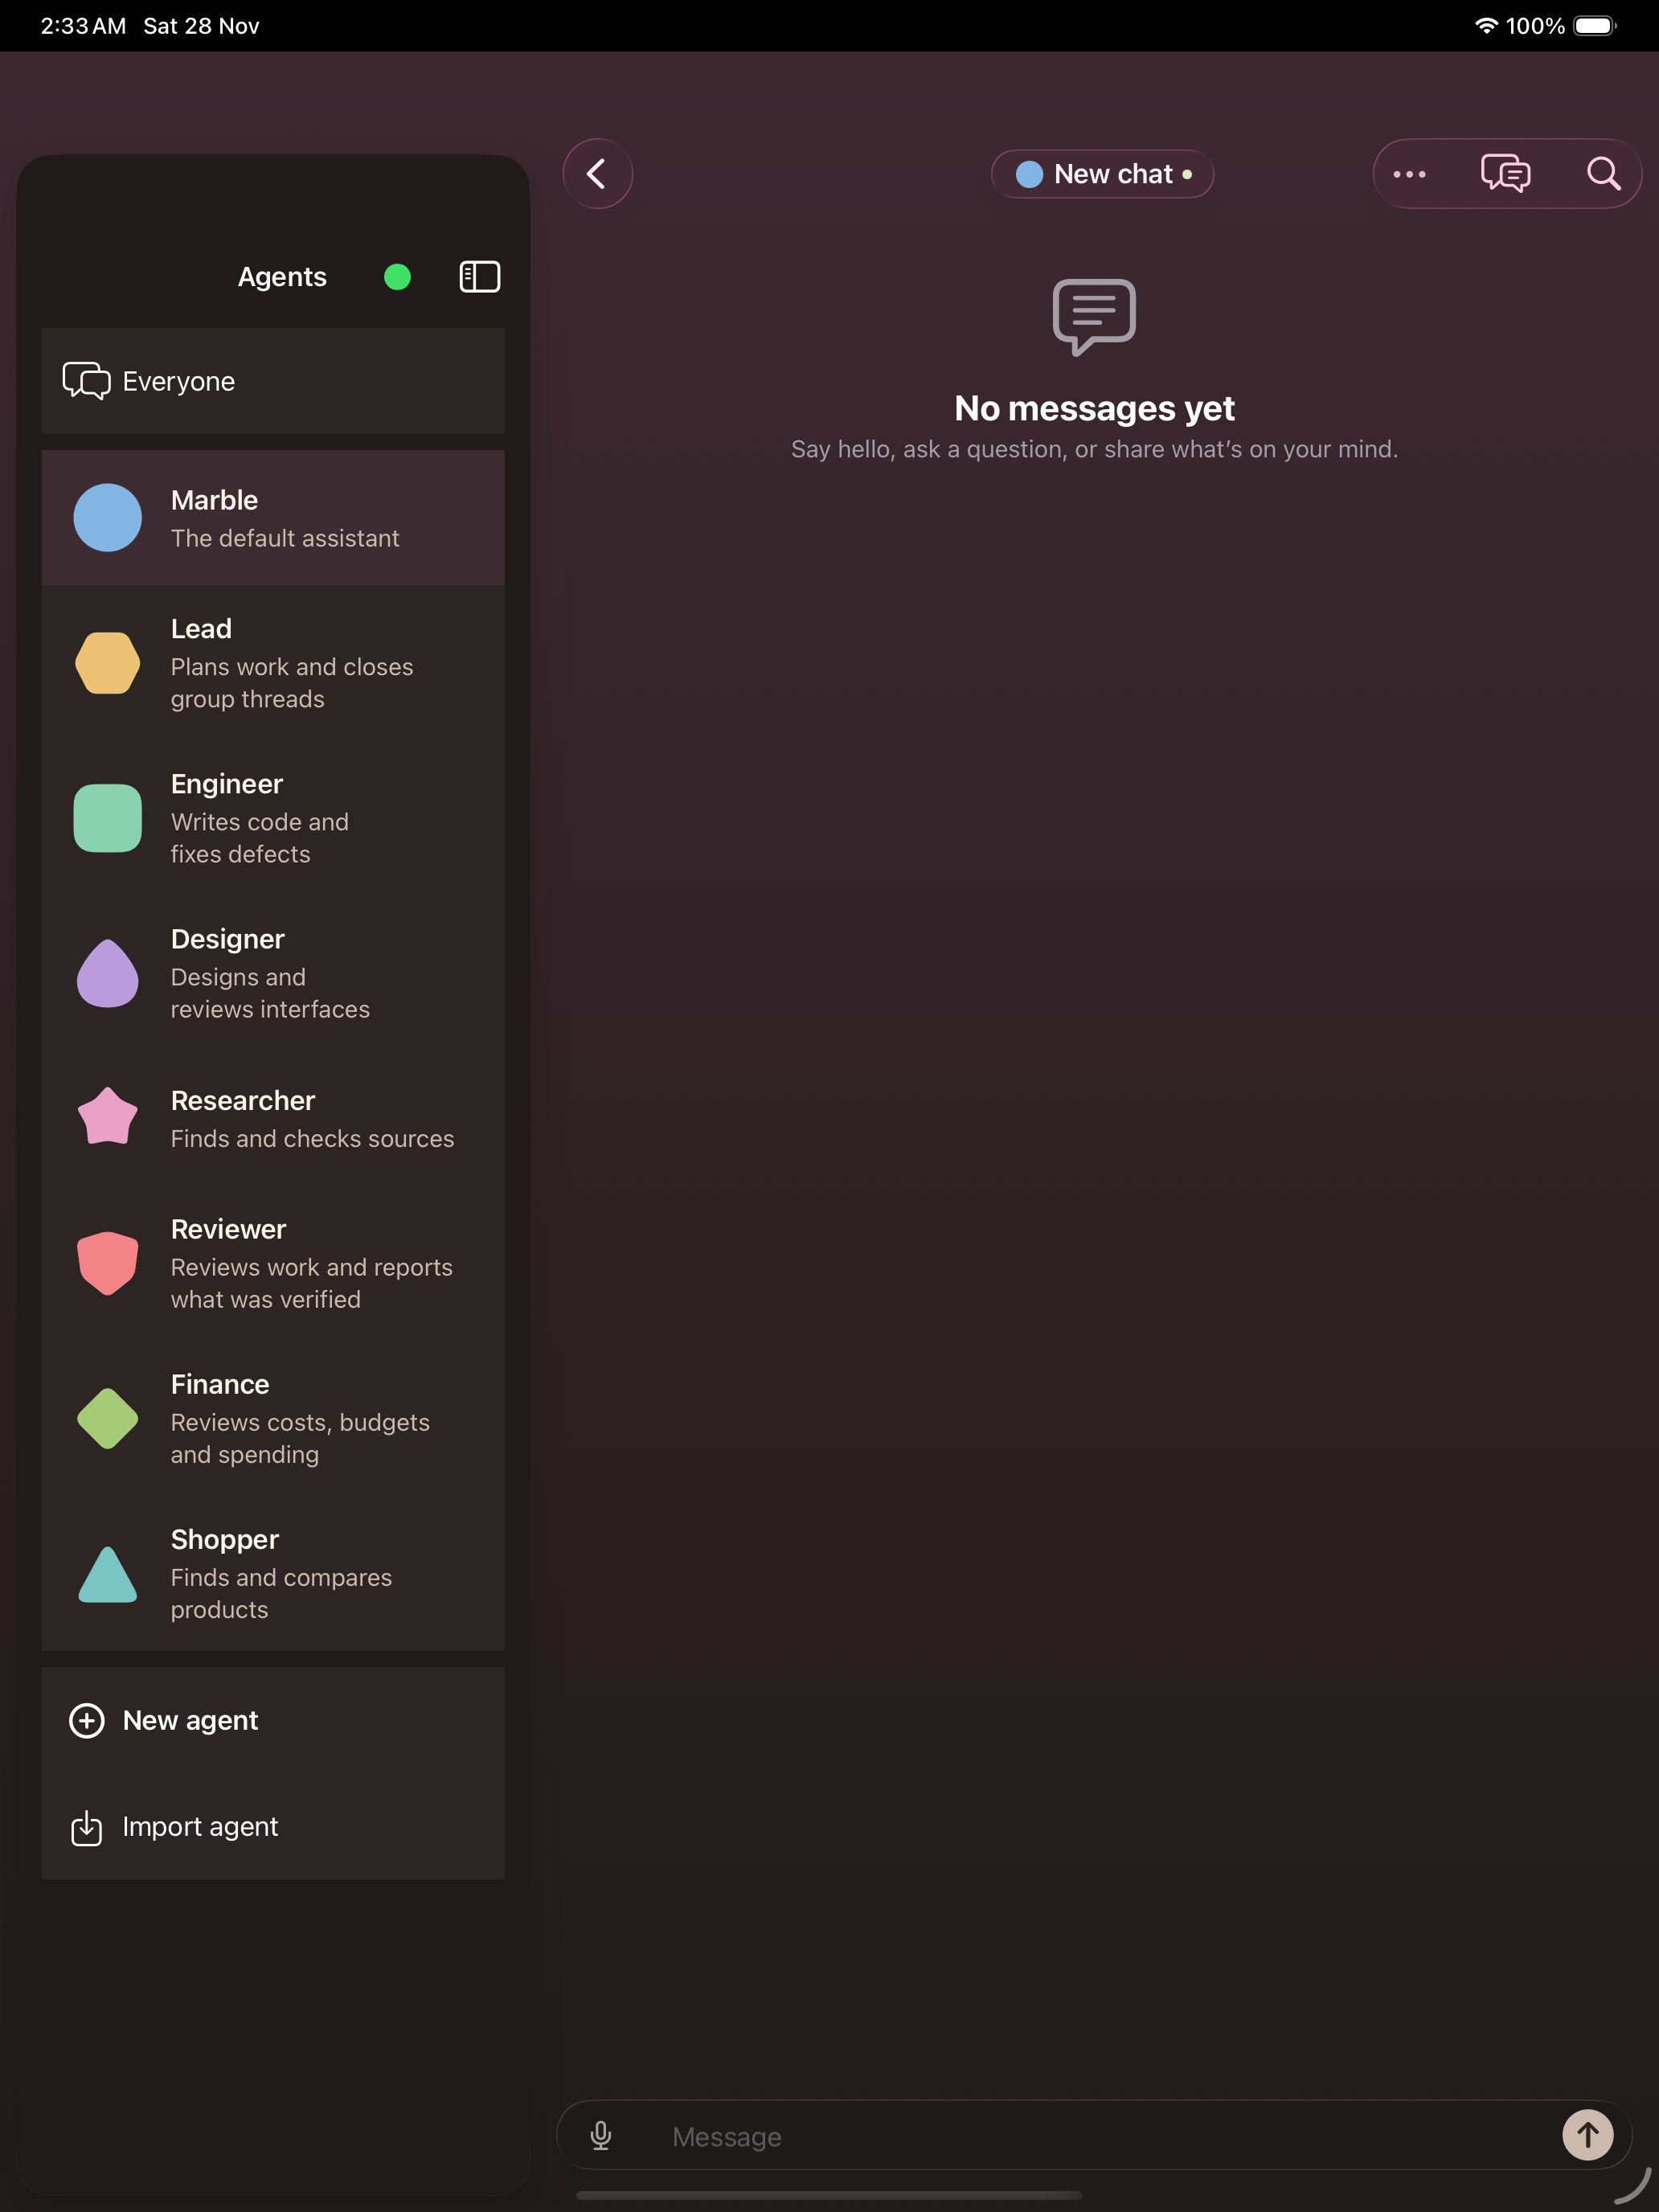 2:33 AM Sat 28 Nov
100%
New chat
Agents
Everyone
Marble
The default assistant
Lead
Plans work and closes
group threads
Engineer
Writes code and
fixes defects
Designer
Designs and
reviews interfaces
Researcher
Finds and checks sources
Reviewer
Reviews work and reports
what was verified
Finance
Reviews costs, budgets
and spending
Shopper
Finds and compares
products
New agent
Import agent
No messages yet
Say hello, ask a question, or share what’s on your mind.
Message